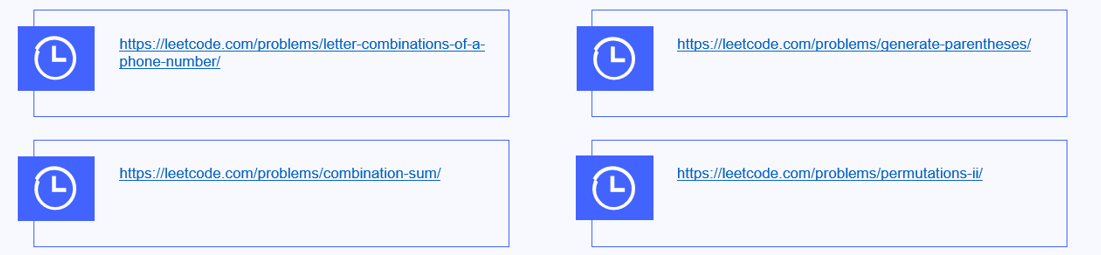 https://leetcode.com/problems/letter-combinations-of-a-
phone-number/
https://leetcode.com/problems/generate-parentheses/
https://leetcode.com/problems/combination-sum/
https://leetcode.com/problems/permutations-ii/